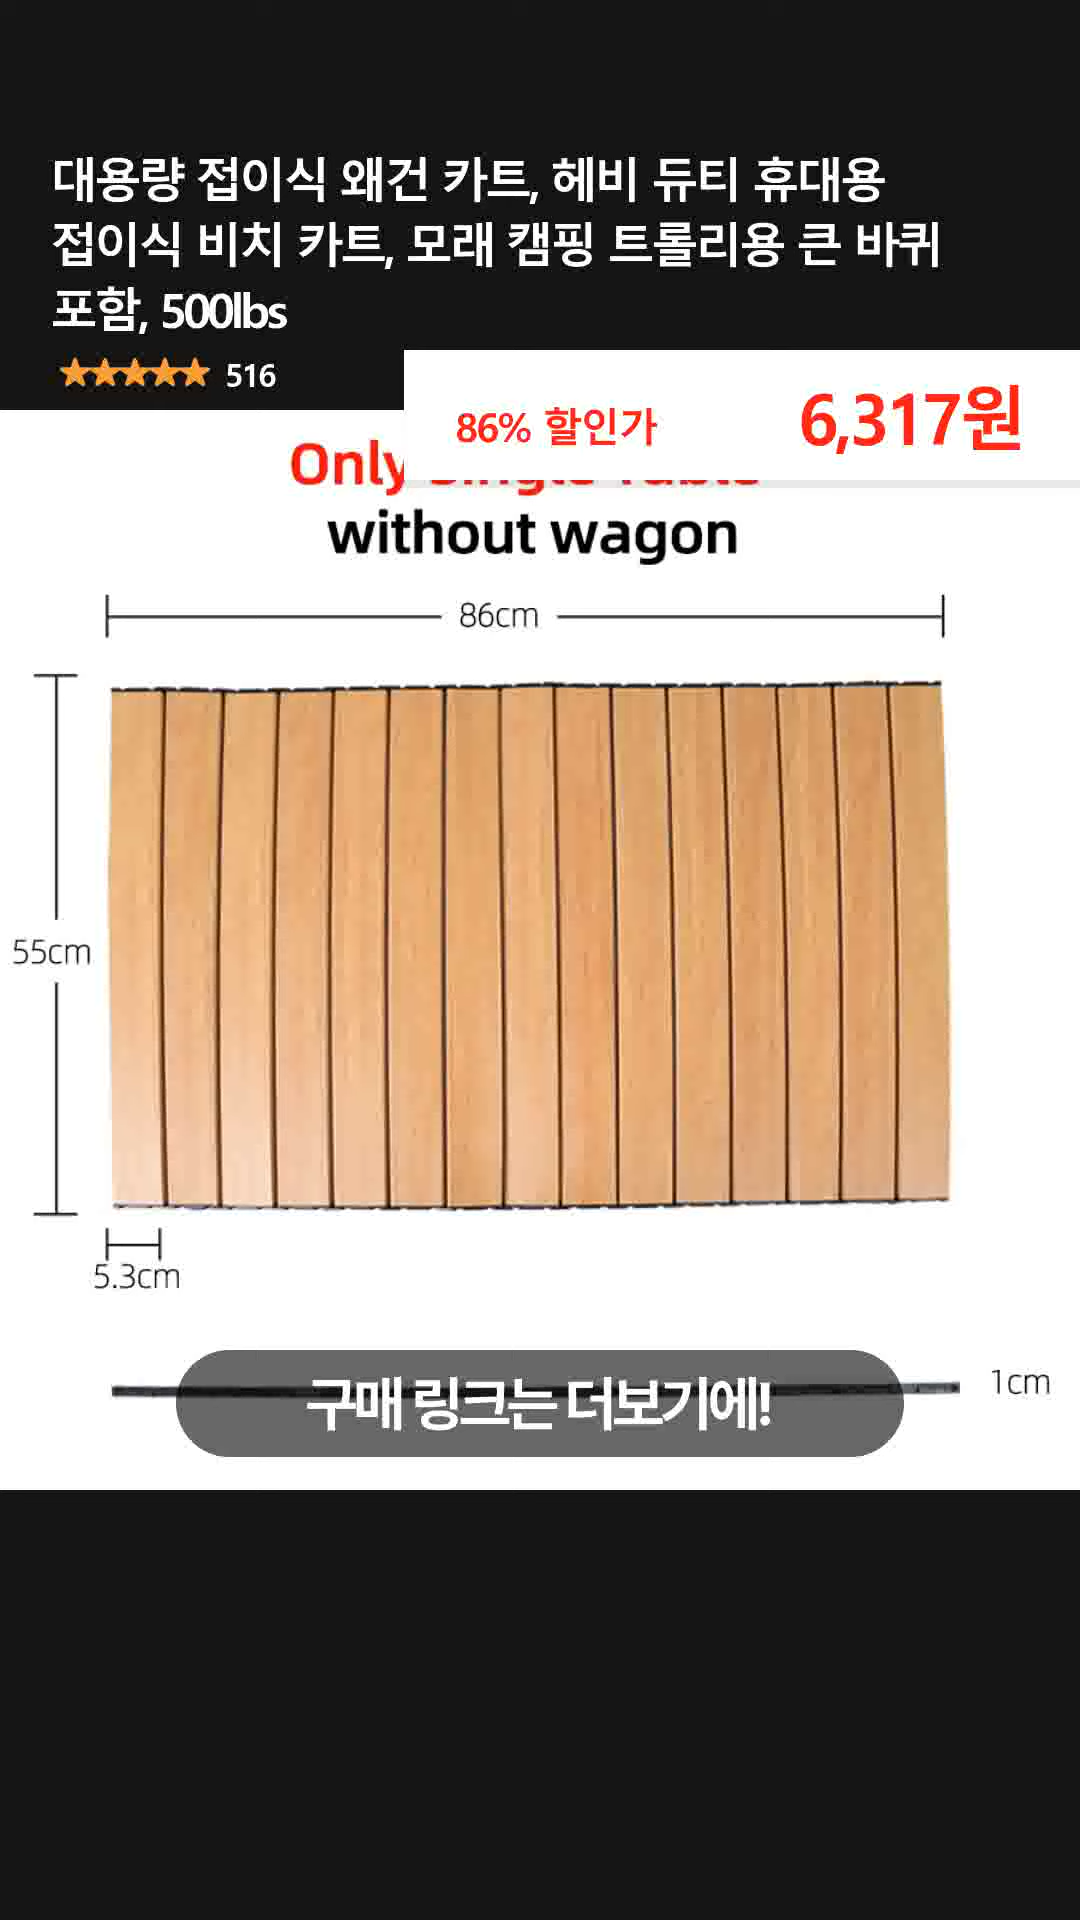 대용량 접이식 왜건 카트, 헤비 듀티 휴대용
접이식 비치 카트, 모래 캠핑 트롤리용 큰 바퀴
포함, 500lbs
516
86% 할인가 6,317원
Only
without wagon
86cm
55cm
5.3cm
1cm
구매 링크는 더보기에!